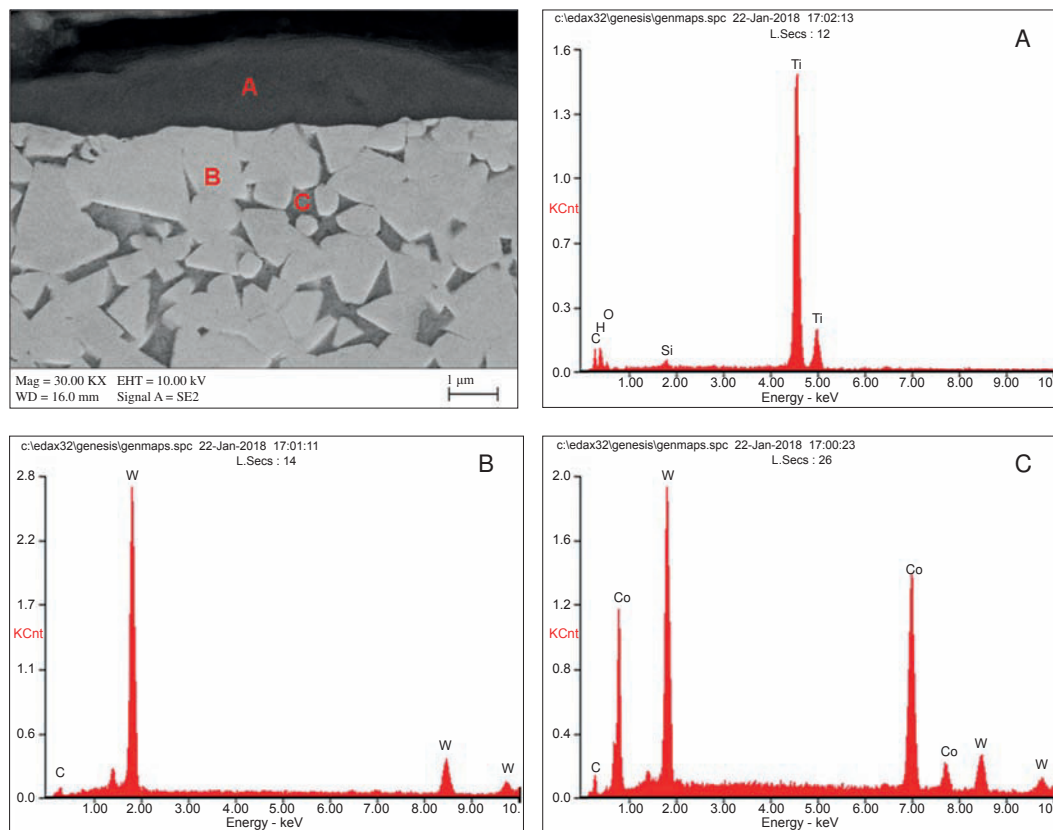 A
B
C
Mag = 30.00 KX EHT = 10.00 kV
WD = 16.0 mm Signal A = SE2
1 µm
c:\edax32\genesis\genmaps.spc 22-Jan-2018 17:02:13
L.Secs : 12
A
1.6
1.3
1.0
0.7
0.3
0.0
KCnt
C
H
O
Si
Ti
Ti
1.00 2.00 3.00 4.00 5.00 6.00 7.00 8.00 9.00 10.
Energy - keV
c:\edax32\genesis\genmaps.spc 22-Jan-2018 17:01:11
L.Secs : 14
B
2.8
2.2
1.7
1.1
0.6
0.0
KCnt
C
W
W
W
1.00 2.00 3.00 4.00 5.00 6.00 7.00 8.00 9.00 10.
Energy - keV
c:\edax32\genesis\genmaps.spc 22-Jan-2018 17:00:23
L.Secs : 26
C
2.0
1.6
1.2
0.8
0.4
0.0
KCnt
C
Co
W
Co
Co
W
W
1.00 2.00 3.00 4.00 5.00 6.00 7.00 8.00 9.00 10.
Energy - keV